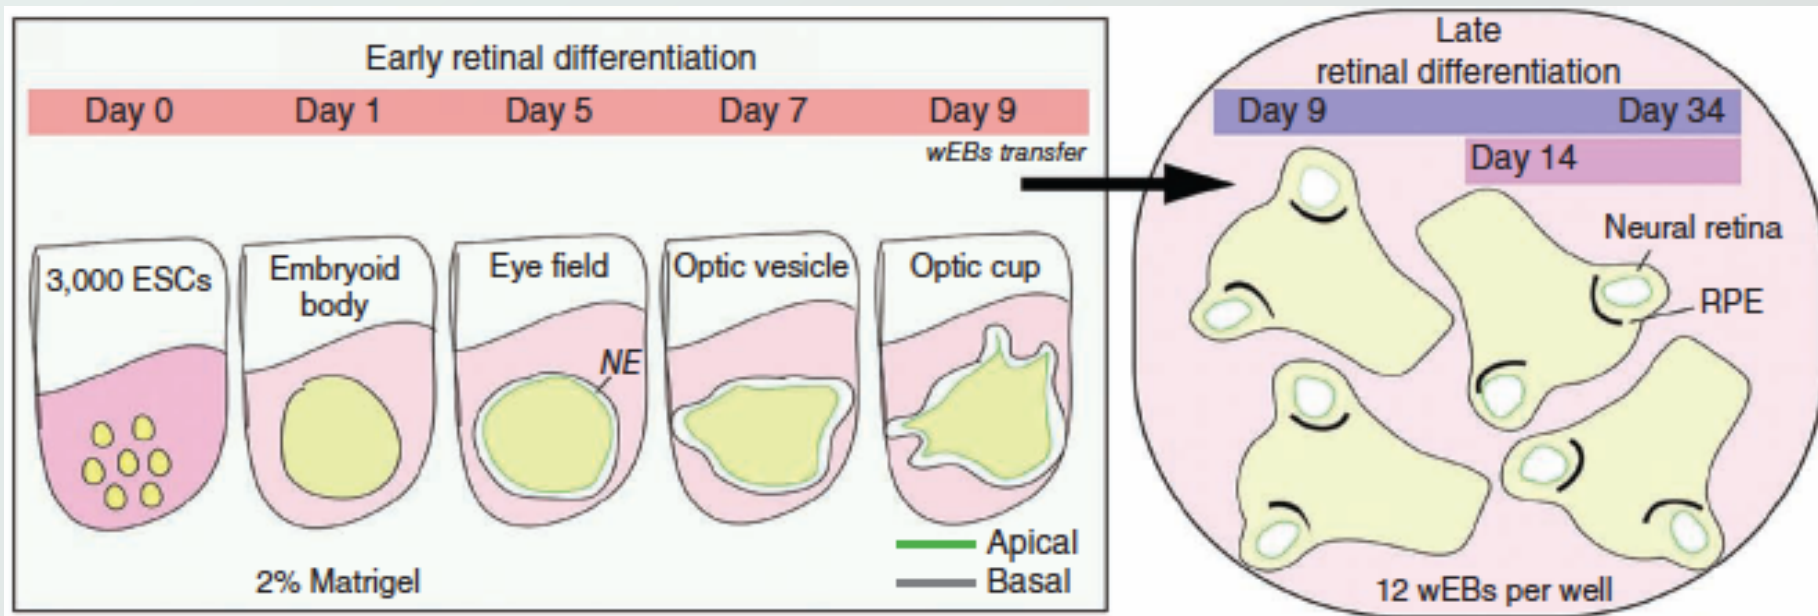 Early retinal differentiation
Day 0 Day 1 Day 5 Day 7 Day 9
wEBs transfer
3,000 ESCs
Embryoid
body
Eye field
NE
Optic vesicle
Optic cup
Apical
Basal
2% Matrigel
Late
retinal differentiation
Day 9 Day 34
Day 14
Neural retina
RPE
12 wEBs per well